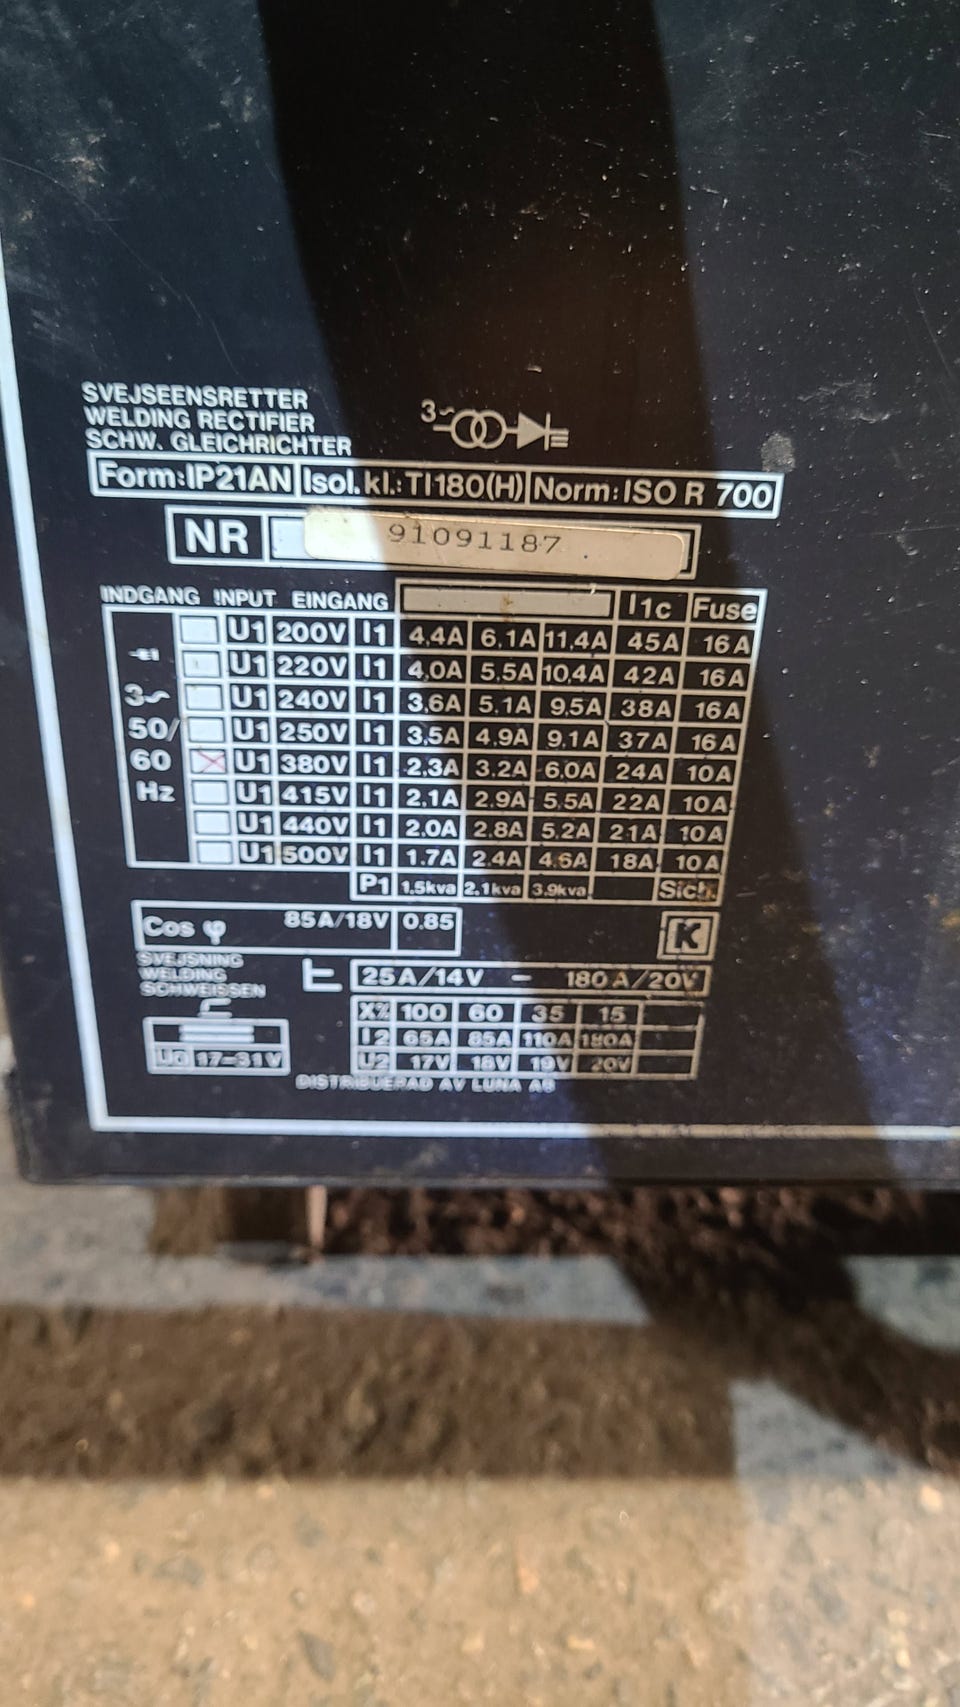 SVEJSEENSRETTER
WELDING RECTIFIER
SCHW. GLEICHRICHTER
3~
Form:IP21AN Isol.kl.:T1180(H) Norm:ISO R 700
NR 91091187
INDGANG INPUT EINGANG I1c Fuse
U1 200V I1 4,4A 6,1A 11,4A 45A 16A
U1 220V I1 4,0A 5,5A 10,4A 42A 16A
3~ U1 240V I1 3,6A 5,1A 9,5A 38A 16A
50/ U1 250V I1 3,5A 4,9A 9,1A 37A 16A
60 U1 380V I1 2,3A 3,2A 6,0A 24A 10A
Hz U1 415V I1 2,1A 2,9A 5,5A 22A 10A
U1 440V I1 2,0A 2,8A 5,2A 21A 10A
U1 500V I1 1,7A 2,4A 4,6A 18A 10A
P1 1,5kva 2,1kva 3,9kva Sich.
Cos φ 85A/18V 0,85 K
SVEJSNING
WELDING
SCHWEISSEN
25A/14V – 180A/20V
X% 100 60 35 15
I2 65A 85A 110A 180A
U0 17-31V U2 17V 18V 19V 20V
DISTRIBUERAD AV LUNA AB